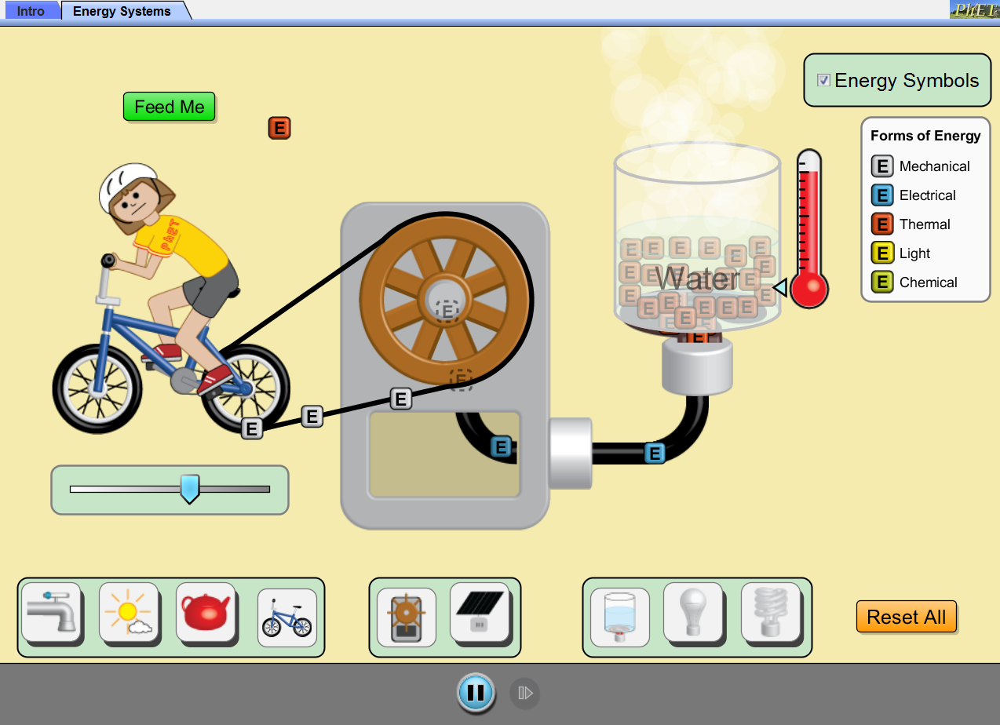 Intro
Energy Systems
PhET
Energy Symbols
Feed Me
E
Forms of Energy
E Mechanical
E Electrical
E Thermal
E Light
E Chemical
PhET
E E E E E E
E E E E E
Water
E E E E E E E
E E E
E
E
E
E
E
E
E
E
E
Reset All